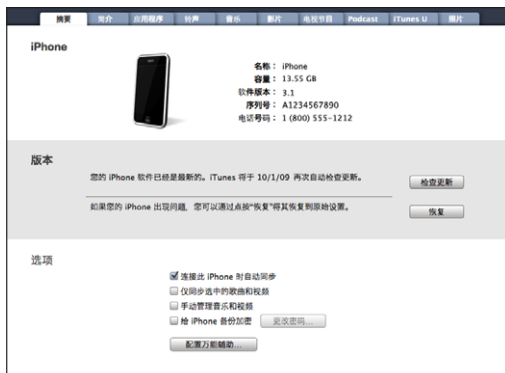 摘要 简介 应用程序 铃声 音乐 影片 电视节目 Podcast iTunes U 照片
iPhone
名称： iPhone
容量： 13.55 GB
软件版本： 3.1
序列号： A1234567890
电话号码： 1 (800) 555-1212
版本
您的 iPhone 软件已经是最新的。iTunes 将于 10/1/09 再次自动检查更新。
检查更新
如果您的 iPhone 出现问题，您可以通过点按“恢复”将其恢复到原始设置。
恢复
选项
连接此 iPhone 时自动同步
仅同步选中的歌曲和视频
手动管理音乐和视频
给 iPhone 备份加密 更改密码...
配置万能辅助...